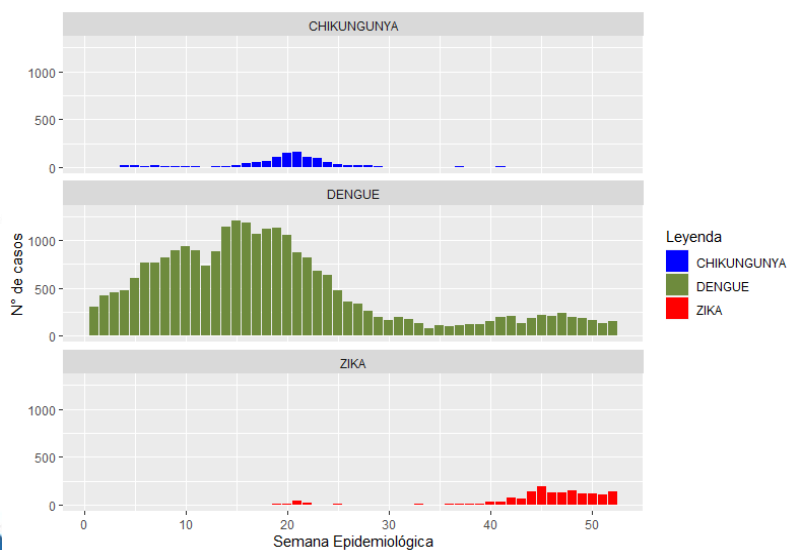 CHIKUNGUNYA
1000
500
0
DENGUE
1000
500
0
ZIKA
1000
500
0
0 10 20 30 40 50
Semana Epidemiológica
N° de casos
Leyenda
CHIKUNGUNYA
DENGUE
ZIKA